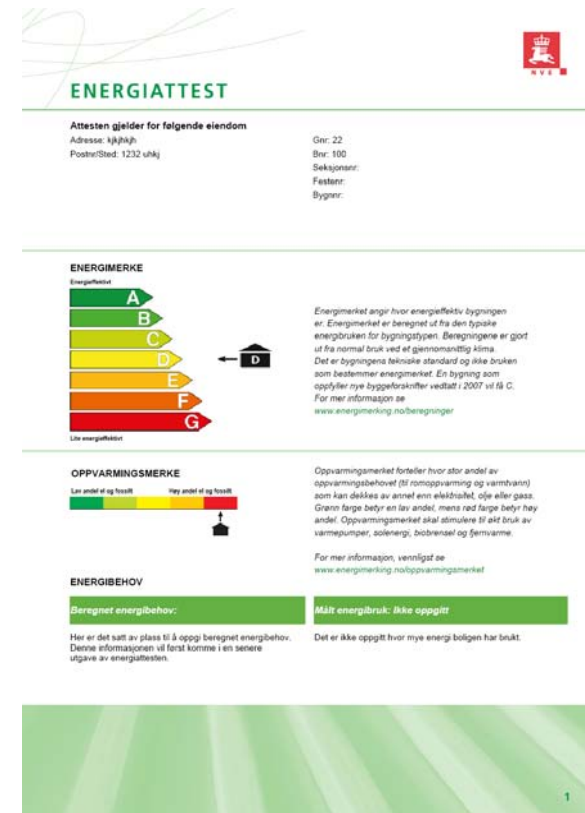 NVE
ENERGIATTEST
Attesten gjelder for følgende eiendom
Adresse: kjkjhkjh
Postnr/Sted: 1232 uhkj
Gnr: 22
Bnr: 100
Seksjonsnr:
Festenr:
Bygnnr:
ENERGIMERKE
Energieffektivt
A
B
C
D
E
F
G
D
Lite energieffektivt
Energimerket angir hvor energieffektiv bygningen
er. Energimerket er beregnet ut fra den typiske
energibruken for bygningstypen. Beregningene er gjort
ut fra normal bruk ved et gjennomsnittlig klima.
Det er bygningens tekniske standard og ikke bruken
som bestemmer energimerket. En bygning som
oppfyller nye byggeforskrifter vedtatt i 2007 vil få C.
For mer informasjon se
www.energimerking.no/beregninger
OPPVARMINGSMERKE
Lav andel el og fossilt Høy andel el og fossilt
Oppvarmingsmerket forteller hvor stor andel av
oppvarmingsbehovet (til romoppvarming og varmtvann)
som kan dekkes av annet enn elektrisitet, olje eller gass.
Grønn farge betyr en lav andel, mens rød farge betyr høy
andel. Oppvarmingsmerket skal stimulere til økt bruk av
varmepumper, solenergi, biobrensel og fjernvarme.
For mer informasjon, vennligst se
www.energimerking.no/oppvarmingsmerket
ENERGIBEHOV
Beregnet energibehov:
Målt energibruk: Ikke oppgitt
Her er det satt av plass til å oppgi beregnet energibehov.
Denne informasjonen vil først komme i en senere
utgave av energiattesten.
Det er ikke oppgitt hvor mye energi boligen har brukt.
1